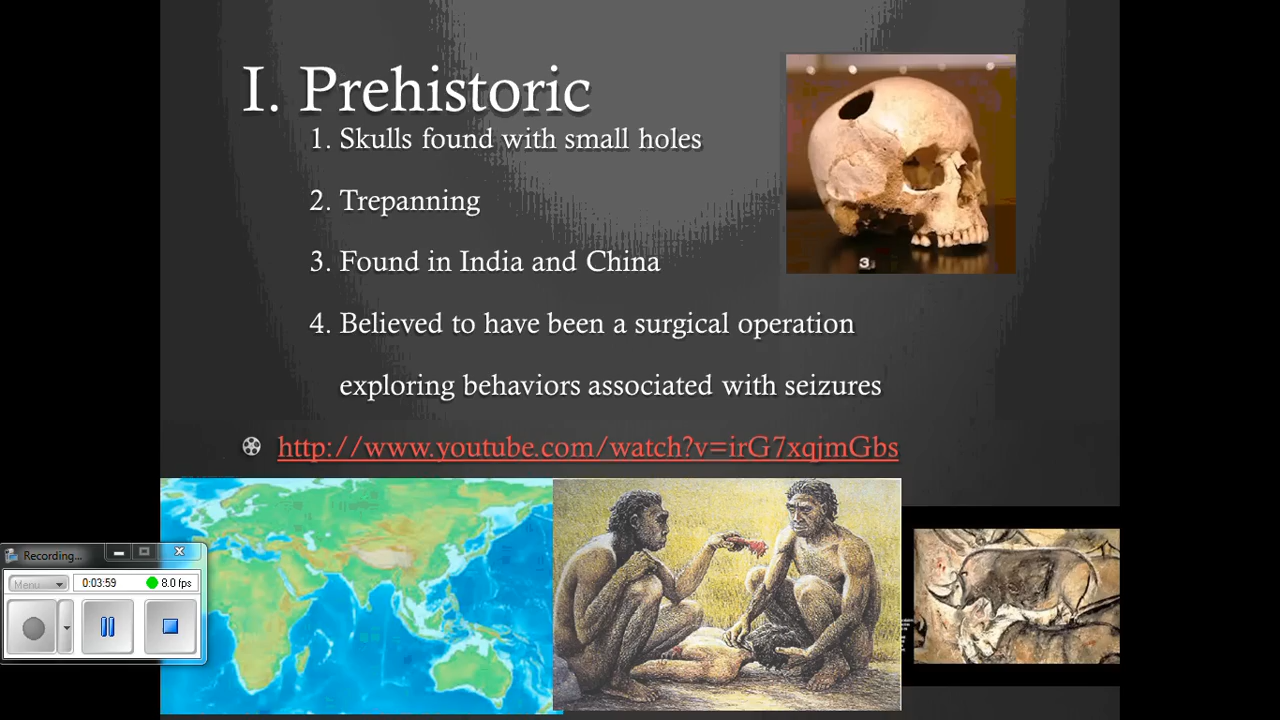 I. Prehistoric
1. Skulls found with small holes
2. Trepanning
3. Found in India and China
4. Believed to have been a surgical operation
exploring behaviors associated with seizures
http://www.youtube.com/watch?v=irG7xqjmGbs
3
Recording...
Menu
0:03:59
8.0 fps